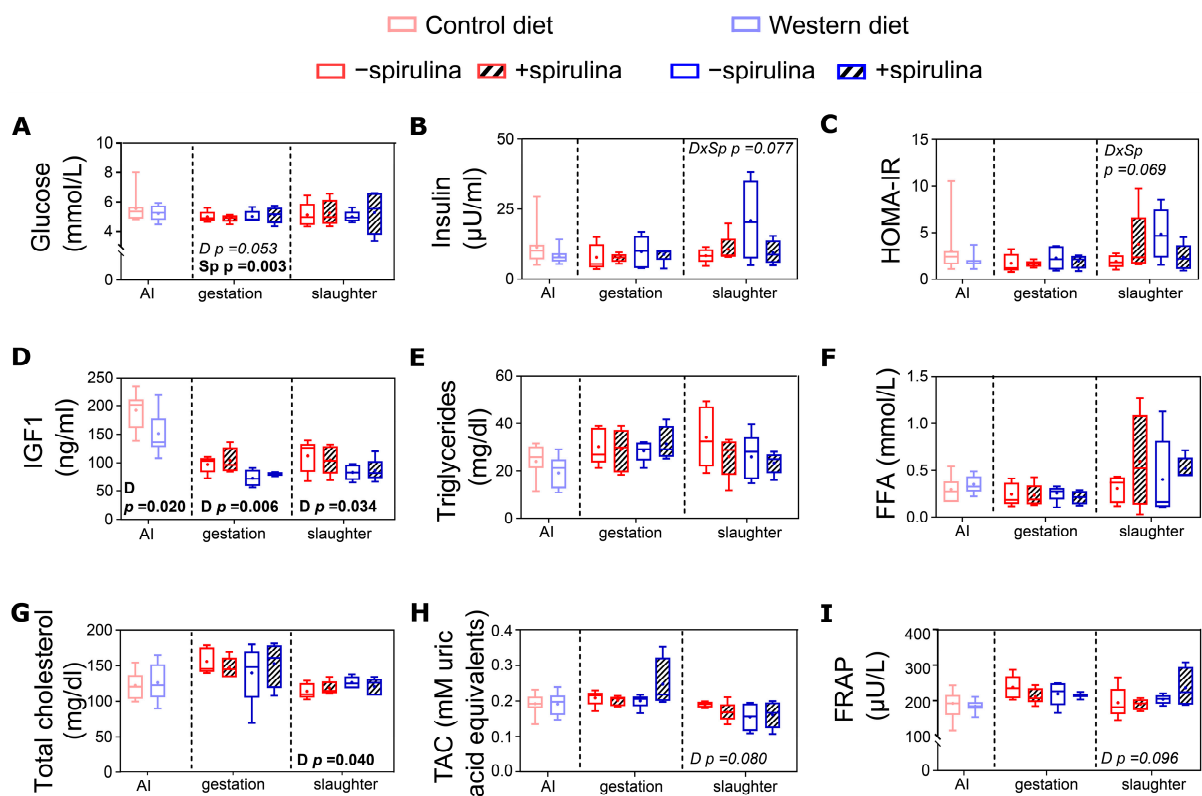 Control diet Western diet
−spirulina +spirulina −spirulina +spirulina
A
Glucose
(mmol/L)
10
8
6
4
0
D p =0.053
Sp p =0.003
AI gestation slaughter
B
Insulin
(µU/ml)
50
25
0
DxSp p =0.077
AI gestation slaughter
C
HOMA-IR
15
10
5
0
DxSp
p =0.069
AI gestation slaughter
D
IGF1
(ng/ml)
250
200
150
100
50
0
D
p =0.020 D p =0.006 D p =0.034
AI gestation slaughter
E
Triglycerides
(mg/dl)
60
40
20
0
AI gestation slaughter
F
FFA (mmol/L)
1.5
1.0
0.5
0.0
AI gestation slaughter
G
Total cholesterol
(mg/dl)
200
150
100
50
0
D p =0.040
AI gestation slaughter
H
TAC (mM uric
acid equivalents)
0.4
0.3
0.2
0.1
0.0
D p =0.080
AI gestation slaughter
I
FRAP
(µU/L)
400
300
200
100
0
D p =0.096
AI gestation slaughter